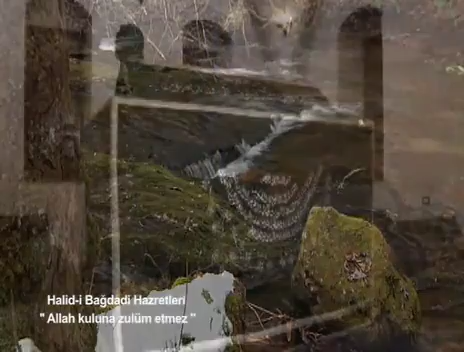 Halid-i Bağdadi Hazretleri
" Allah kuluna zulüm etmez "